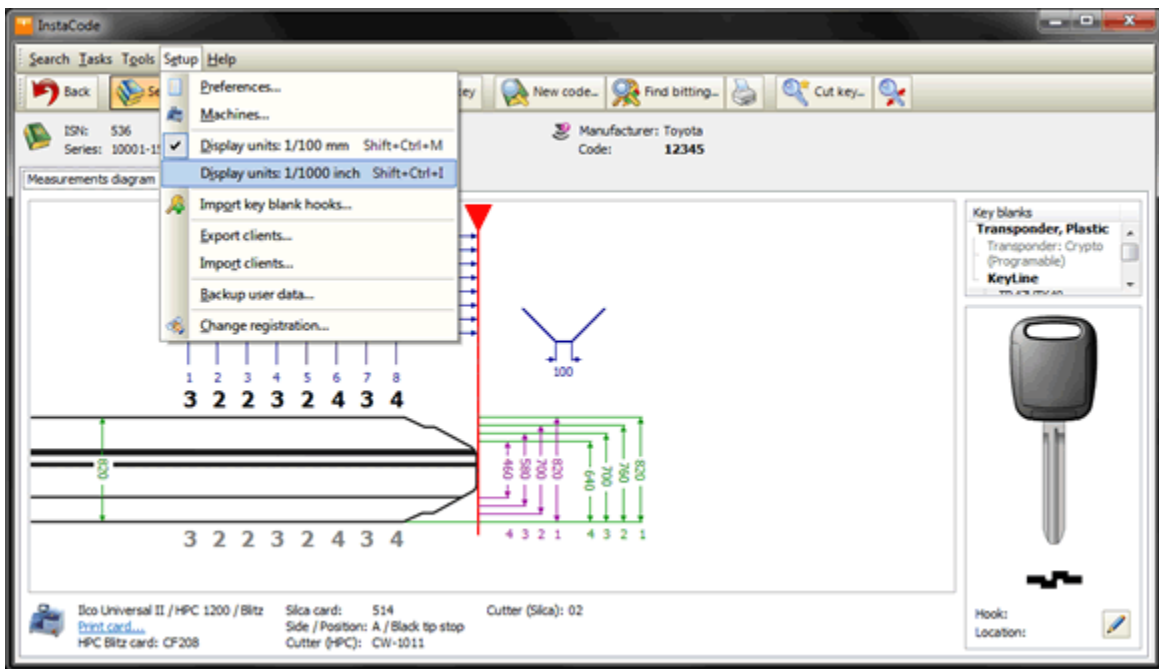 InstaCode
Search Tasks Tools Setup Help
Back Se ey New code... Find bitting... Cut key...
Preferences...
Machines...
Display units: 1/100 mm Shift+Ctrl+M
Display units: 1/1000 inch Shift+Ctrl+I
Import key blank hooks...
Export clients...
Import clients...
Backup user data...
Change registration...
ISN: 536
Series: 10001-15
Manufacturer: Toyota
Code: 12345
Measurements diagram
100
1 2 3 4 5 6 7 8
3 2 2 3 2 4 3 4
820
460 580 700 820 640 700 760 820
4 3 2 1 4 3 2 1
3 2 2 3 2 4 3 4
Key blanks
Transponder, Plastic
Transponder: Crypto
(Programable)
KeyLine
Hook:
Location:
Ilco Universal II / HPC 1200 / Blitz
Print card...
HPC Blitz card: CF208
Silca card: 514
Side / Position: A / Black tip stop
Cutter (HPC): CW-1011
Cutter (Silca): 02